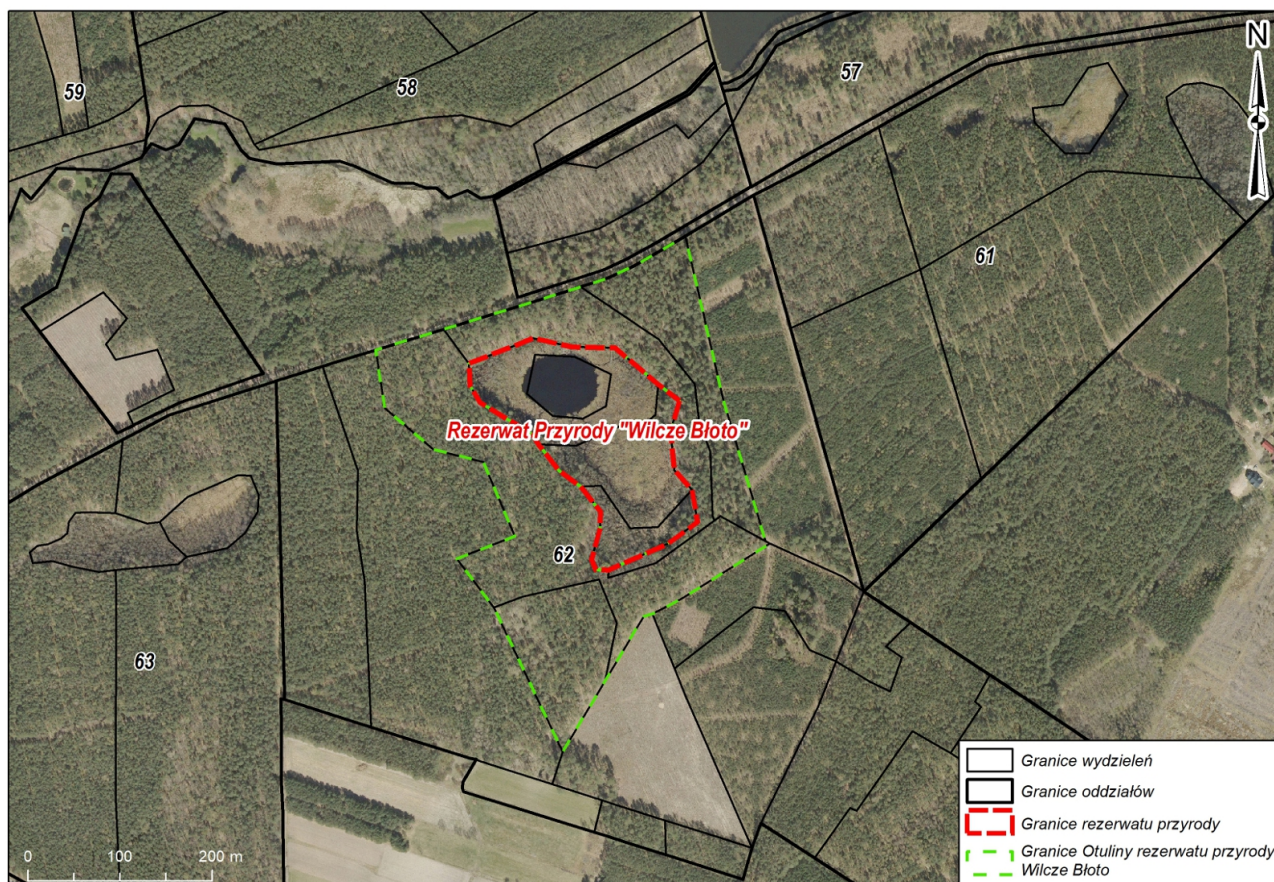 N
59
58
57
61
Rezerwat Przyrody "Wilcze Błoto"
62
63
0 100 200 m
Granice wydzieleń
Granice oddziałów
Granice rezerwatu przyrody
Granice Otuliny rezerwatu przyrody
Wilcze Błoto